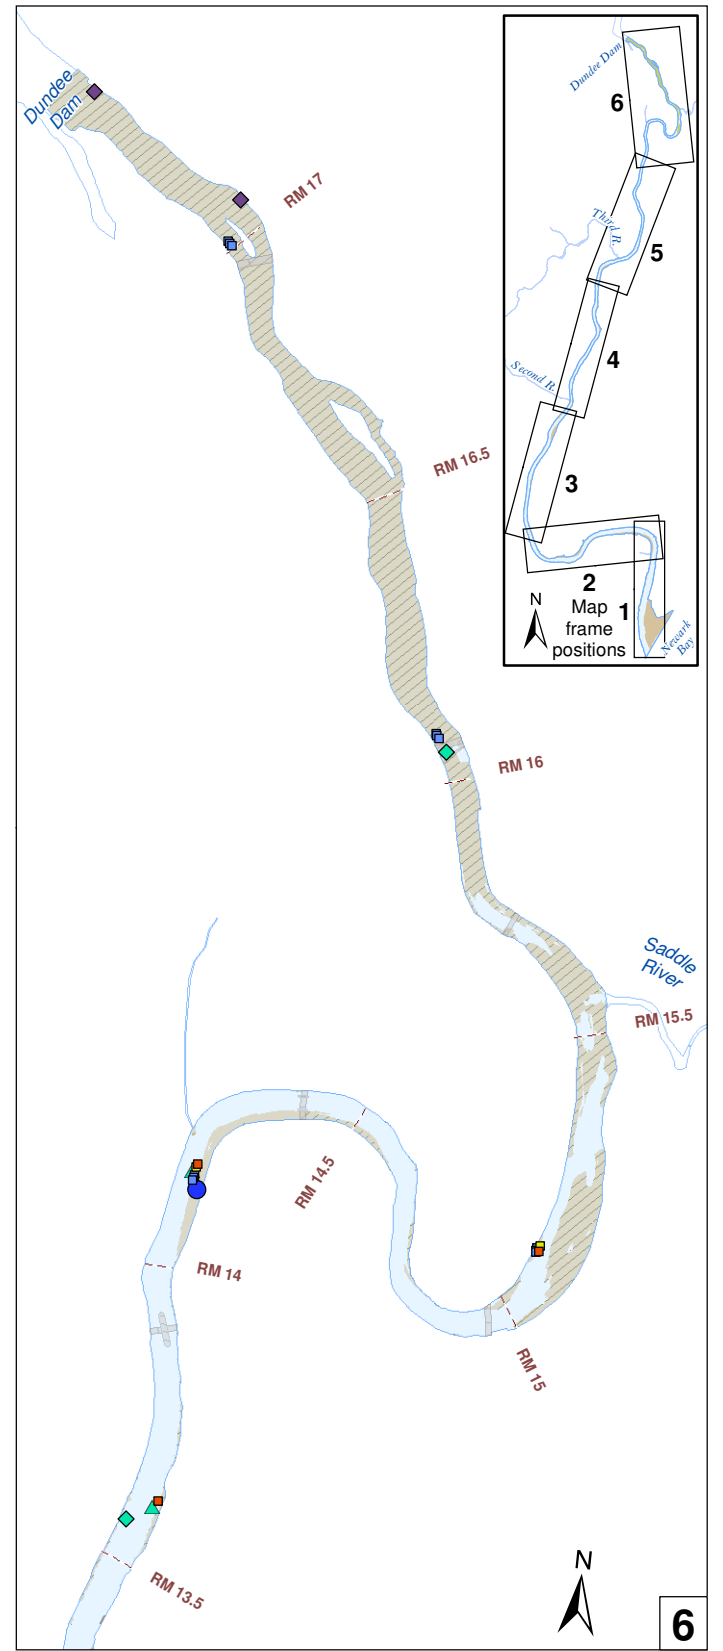 Dundee
Dam
RM 17
RM 16.5
RM 16
Saddle
River
RM 15.5
RM 14.5
RM 14
RM 15
RM 13.5
N
6
Dundee Dam
6
Third R.
5
4
Second R.
3
2
1
N
Map
frame
positions
Newark
Bay